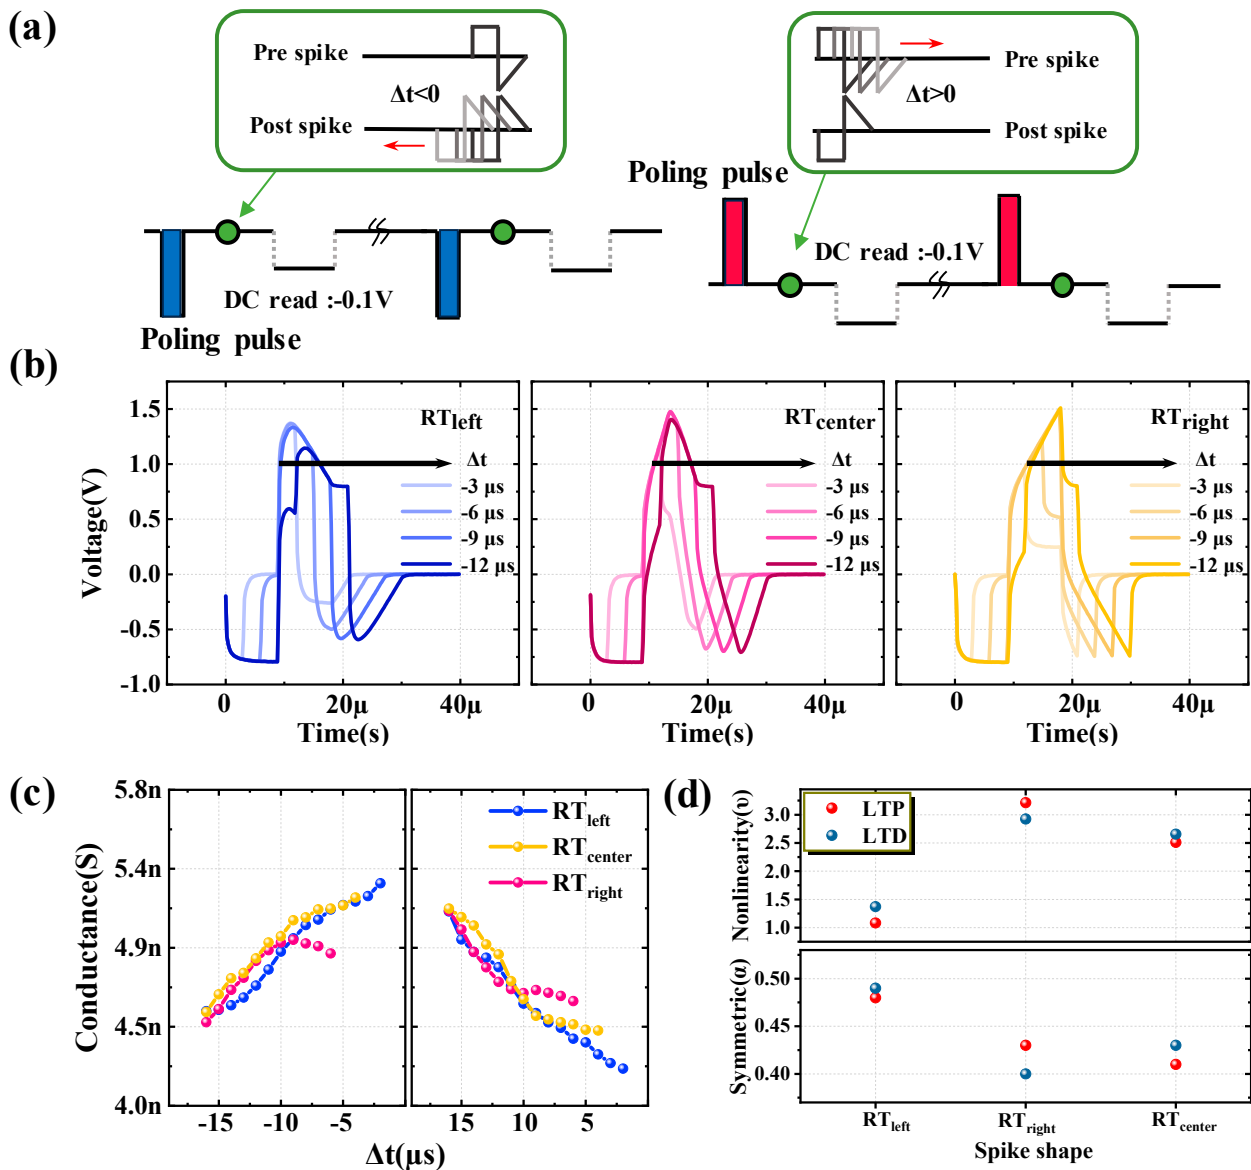 (a)
Pre spike
Δt<0
Post spike
Pre spike
Δt>0
Post spike
Poling pulse
DC read :-0.1V
DC read :-0.1V
Poling pulse
(b)
Voltage(V)
1.5
1.0
0.5
0.0
-0.5
-1.0
RTleft
Δt
-3 μs
-6 μs
-9 μs
-12 μs
0
20μ
40μ
Time(s)
RTcenter
Δt
-3 μs
-6 μs
-9 μs
-12 μs
0
20μ
40μ
Time(s)
RTright
Δt
-3 μs
-6 μs
-9 μs
-12 μs
0
20μ
40μ
Time(s)
(c)
Conductance(S)
5.8n
5.4n
4.9n
4.5n
4.0n
RTleft
RTcenter
RTright
-15
-10
-5
15
10
5
Δt(μs)
(d)
Nonlinearity(υ)
3.0
2.5
2.0
1.5
1.0
LTP
LTD
Symmetric(α)
0.50
0.45
0.40
RTleft
RTright
RTcenter
Spike shape